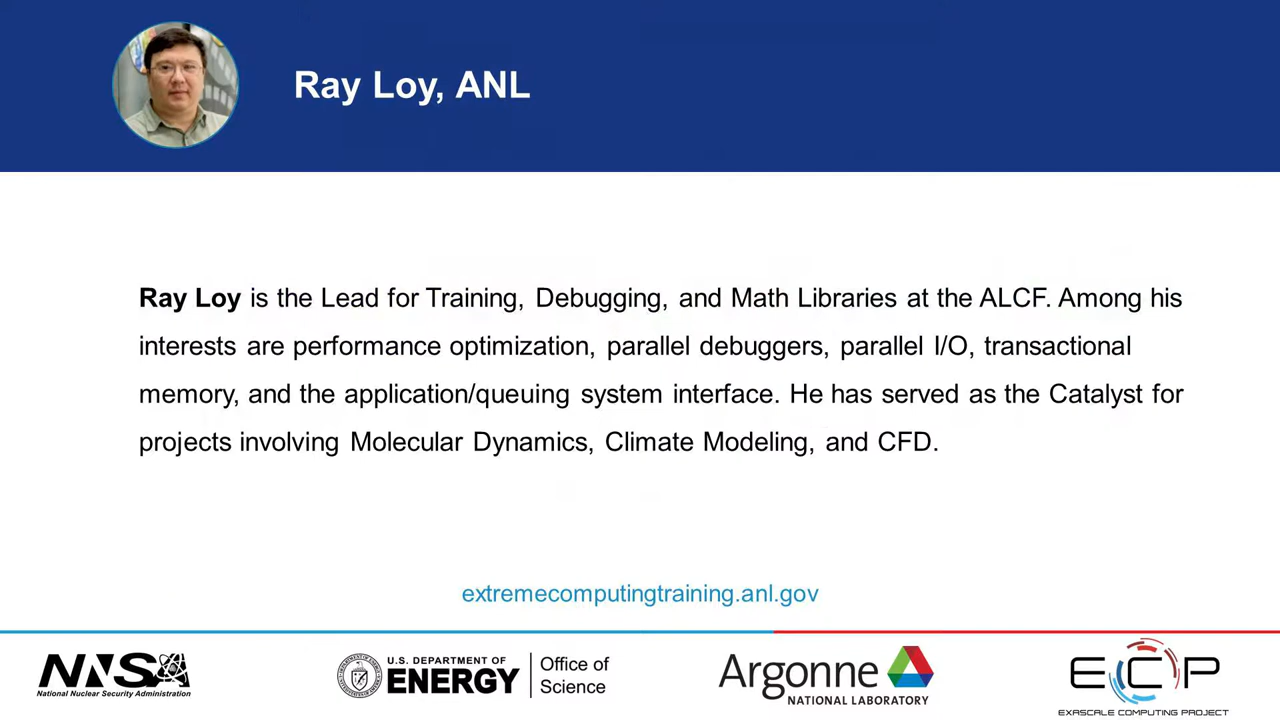 Ray Loy, ANL
Ray Loy is the Lead for Training, Debugging, and Math Libraries at the ALCF. Among his
interests are performance optimization, parallel debuggers, parallel I/O, transactional
memory, and the application/queuing system interface. He has served as the Catalyst for
projects involving Molecular Dynamics, Climate Modeling, and CFD.
extremecomputingtraining.anl.gov
NNSA
National Nuclear Security Administration
U.S. DEPARTMENT OF
ENERGY
Office of
Science
Argonne
NATIONAL LABORATORY
ECP
EXASCALE COMPUTING PROJECT